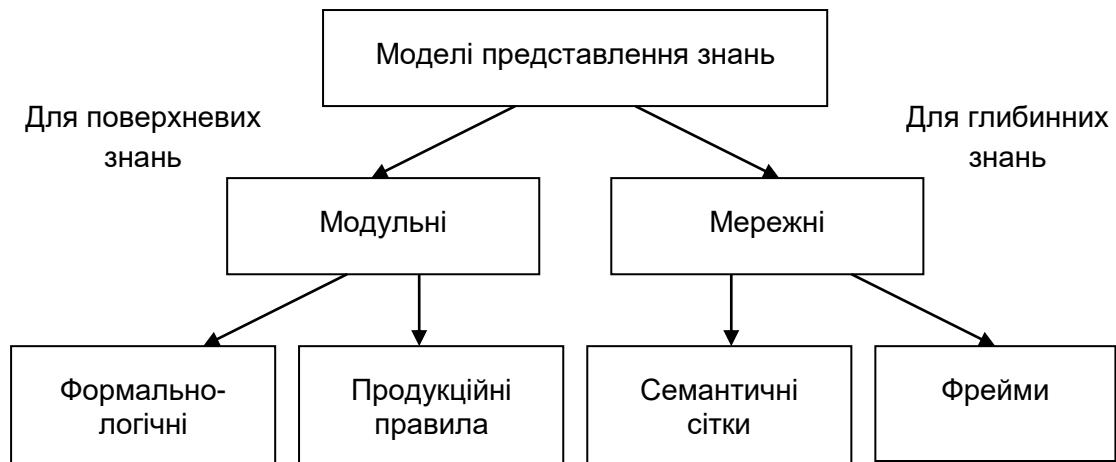 Моделі представлення знань
Для поверхневих
знань
Для глибинних
знань
Модульні
Мережні
Формально-
логічні
Продукційні
правила
Семантичні
сітки
Фрейми